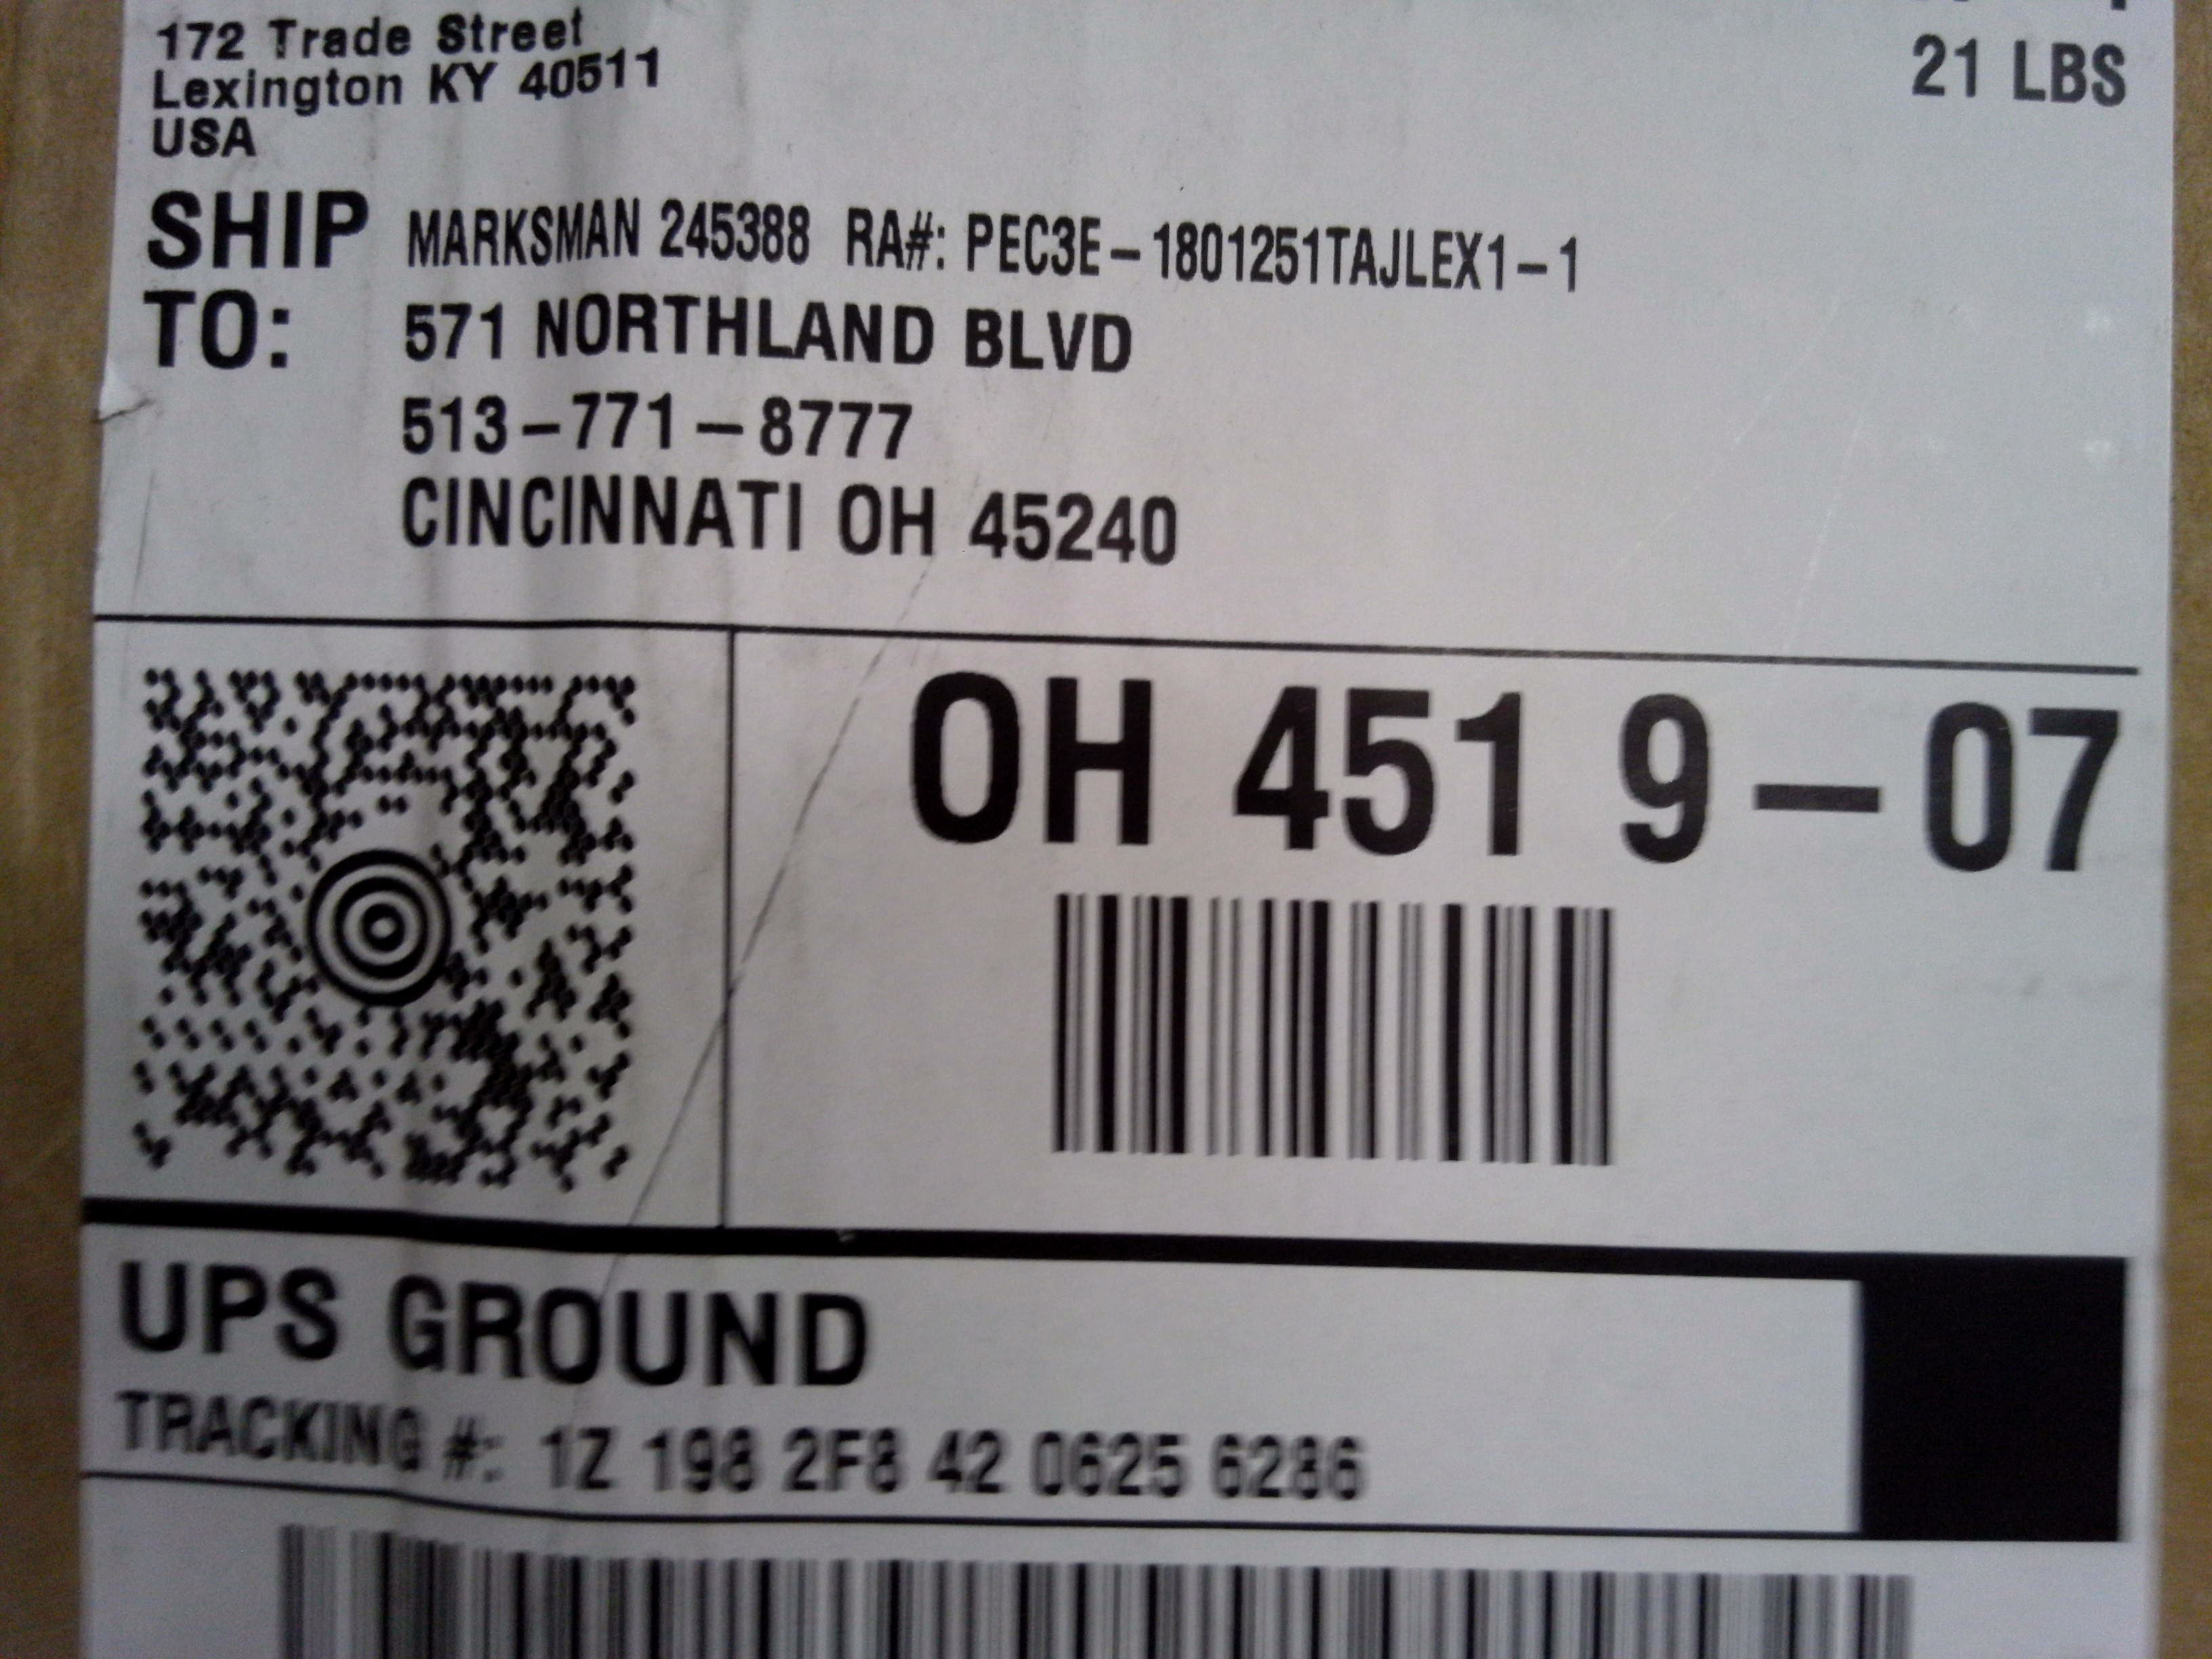 172 Trade Street
21 LBS
Lexington KY 40511
USA
SHIP TO:
MARKSMAN 245388 RA#: PEC3E-1801251TAJLEX1-1
571 NORTHLAND BLVD
513-771-8777
CINCINNATI OH 45240
OH 451 9-07
UPS GROUND
TRACKING #: 1Z 198 2F8 42 0625 6286